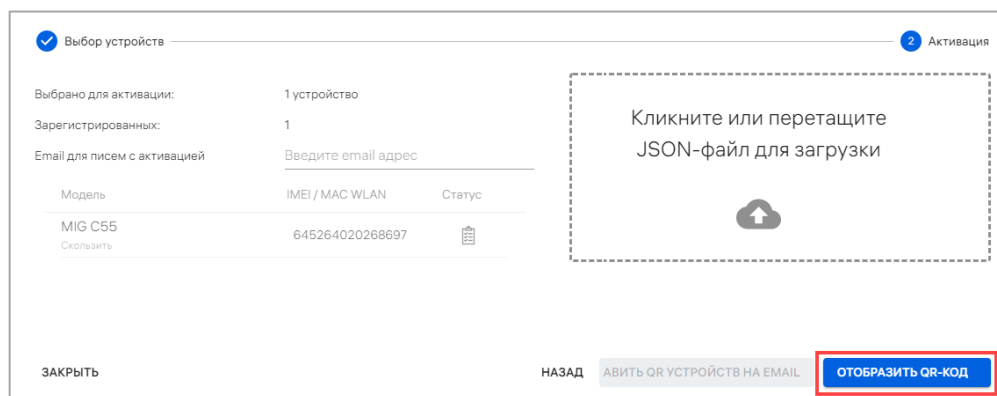 Выбор устройств
2 Активация
Выбрано для активации: 1 устройство
Зарегистрированных: 1
Email для писем с активацией Введите email адрес
Модель IMEI / MAC WLAN Статус
MIG C55 645264020268697
Скользить
Кликните или перетащите
JSON-файл для загрузки
ЗАКРЫТЬ НАЗАД АВИТЬ QR УСТРОЙСТВ НА EMAIL ОТОБРАЗИТЬ QR-КОД